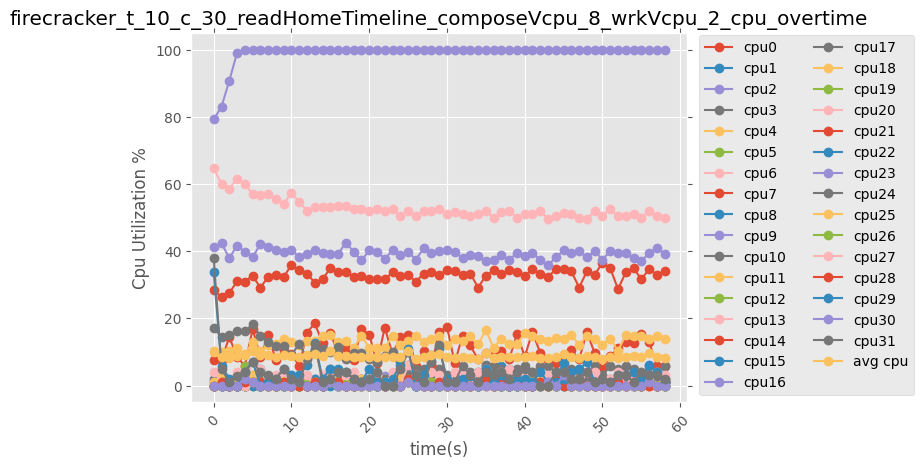 firecracker_t_10_c_30_readHomeTimeline_composeVcpu_8_wrkVcpu_2_cpu_overtime
100
80
60
40
20
0
Cpu Utilization %
0 10 20 30 40 50 60
time(s)
cpu0
cpu1
cpu2
cpu3
cpu4
cpu5
cpu6
cpu7
cpu8
cpu9
cpu10
cpu11
cpu12
cpu13
cpu14
cpu15
cpu16
cpu17
cpu18
cpu19
cpu20
cpu21
cpu22
cpu23
cpu24
cpu25
cpu26
cpu27
cpu28
cpu29
cpu30
cpu31
avg cpu